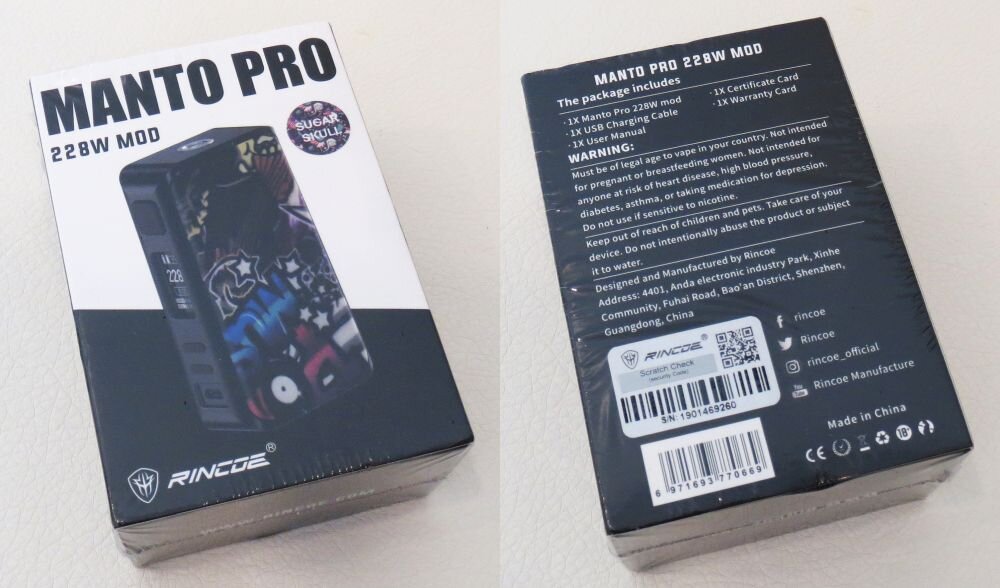 MANTO PRO
228W MOD
SUGAR
SKULL
228
RINCOE®
MANTO PRO 228W MOD
The package includes
· 1X Manto Pro 228W mod
· 1X Certificate Card
· 1X USB Charging Cable
· 1X Warranty Card
· 1X User Manual
WARNING:
Must be of legal age to vape in your country. Not intended
for pregnant or breastfeeding women. Not intended for
anyone at risk of heart disease, high blood pressure,
diabetes, asthma, or taking medication for depression.
Do not use if sensitive to nicotine.
Keep out of reach of children and pets. Take care of your
device. Do not intentionally abuse the product or subject
it to water.
Designed and Manufactured by Rincoe
Address: 4401, Anda electronic industry Park, Xinhe
Community, Fuhai Road, Bao'an District, Shenzhen,
Guangdong, China
rincoe
Rincoe
rincoe_official
You Tube Rincoe Manufacture
RINCOE®
Scratch Check
(security Code)
S/N: 1901469260
Made in China
CE 18+
6 971693 770669